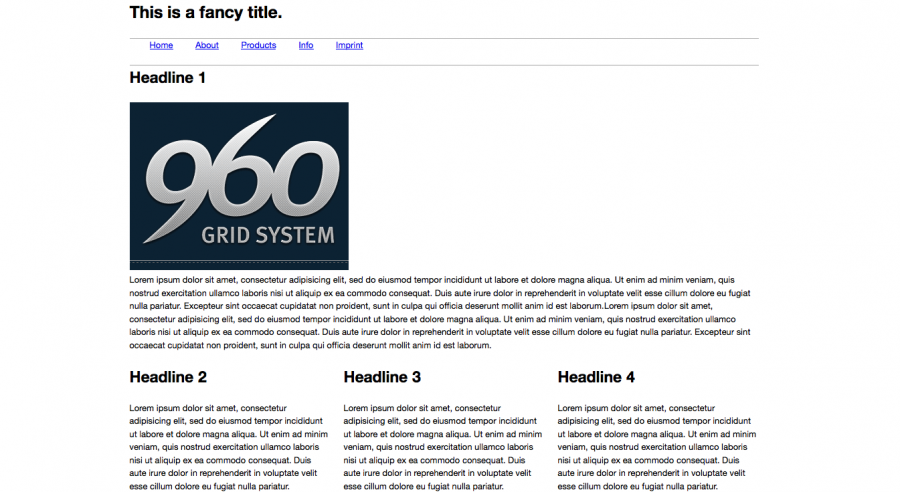 This is a fancy title.
Home About Products Info Imprint
Headline 1
960
GRID SYSTEM
Lorem ipsum dolor sit amet, consectetur adipisicing elit, sed do eiusmod tempor incididunt ut labore et dolore magna aliqua. Ut enim ad minim veniam, quis
nostrud exercitation ullamco laboris nisi ut aliquip ex ea commodo consequat. Duis aute irure dolor in reprehenderit in voluptate velit esse cillum dolore eu fugiat
nulla pariatur. Excepteur sint occaecat cupidatat non proident, sunt in culpa qui officia deserunt mollit anim id est laborum.Lorem ipsum dolor sit amet,
consectetur adipisicing elit, sed do eiusmod tempor incididunt ut labore et dolore magna aliqua. Ut enim ad minim veniam, quis nostrud exercitation ullamco
laboris nisi ut aliquip ex ea commodo consequat. Duis aute irure dolor in reprehenderit in voluptate velit esse cillum dolore eu fugiat nulla pariatur. Excepteur sint
occaecat cupidatat non proident, sunt in culpa qui officia deserunt mollit anim id est laborum.
Headline 2
Lorem ipsum dolor sit amet, consectetur
adipisicing elit, sed do eiusmod tempor incididunt
ut labore et dolore magna aliqua. Ut enim ad minim
veniam, quis nostrud exercitation ullamco laboris
nisi ut aliquip ex ea commodo consequat. Duis
aute irure dolor in reprehenderit in voluptate velit
esse cillum dolore eu fugiat nulla pariatur.
Headline 3
Lorem ipsum dolor sit amet, consectetur
adipisicing elit, sed do eiusmod tempor incididunt
ut labore et dolore magna aliqua. Ut enim ad minim
veniam, quis nostrud exercitation ullamco laboris
nisi ut aliquip ex ea commodo consequat. Duis
aute irure dolor in reprehenderit in voluptate velit
esse cillum dolore eu fugiat nulla pariatur.
Headline 4
Lorem ipsum dolor sit amet, consectetur
adipisicing elit, sed do eiusmod tempor incididunt
ut labore et dolore magna aliqua. Ut enim ad minim
veniam, quis nostrud exercitation ullamco laboris
nisi ut aliquip ex ea commodo consequat. Duis
aute irure dolor in reprehenderit in voluptate velit
esse cillum dolore eu fugiat nulla pariatur.